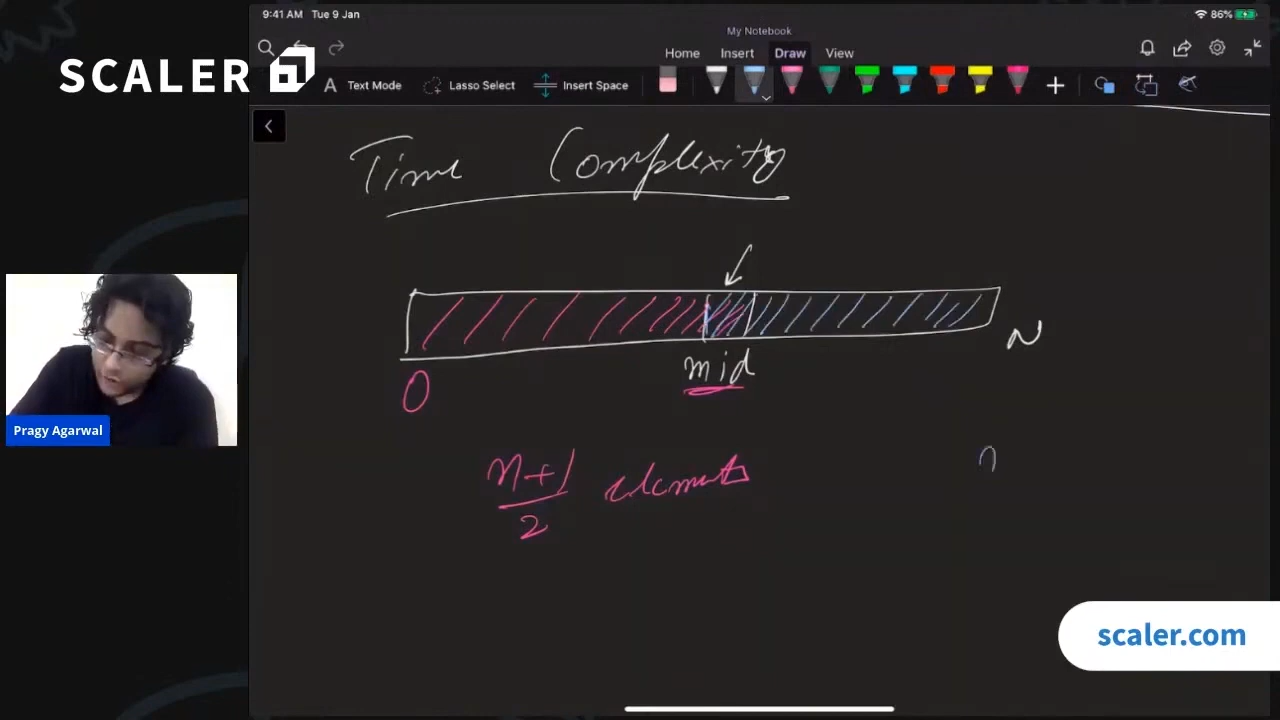 9:41 AM Tue 9 Jan
86%
My Notebook
SCALER
Home Insert Draw View
A Text Mode Lasso Select Insert Space
Time Complexity
mid
N
0
Pragy Agarwal
n+1
2
elements
scaler.com